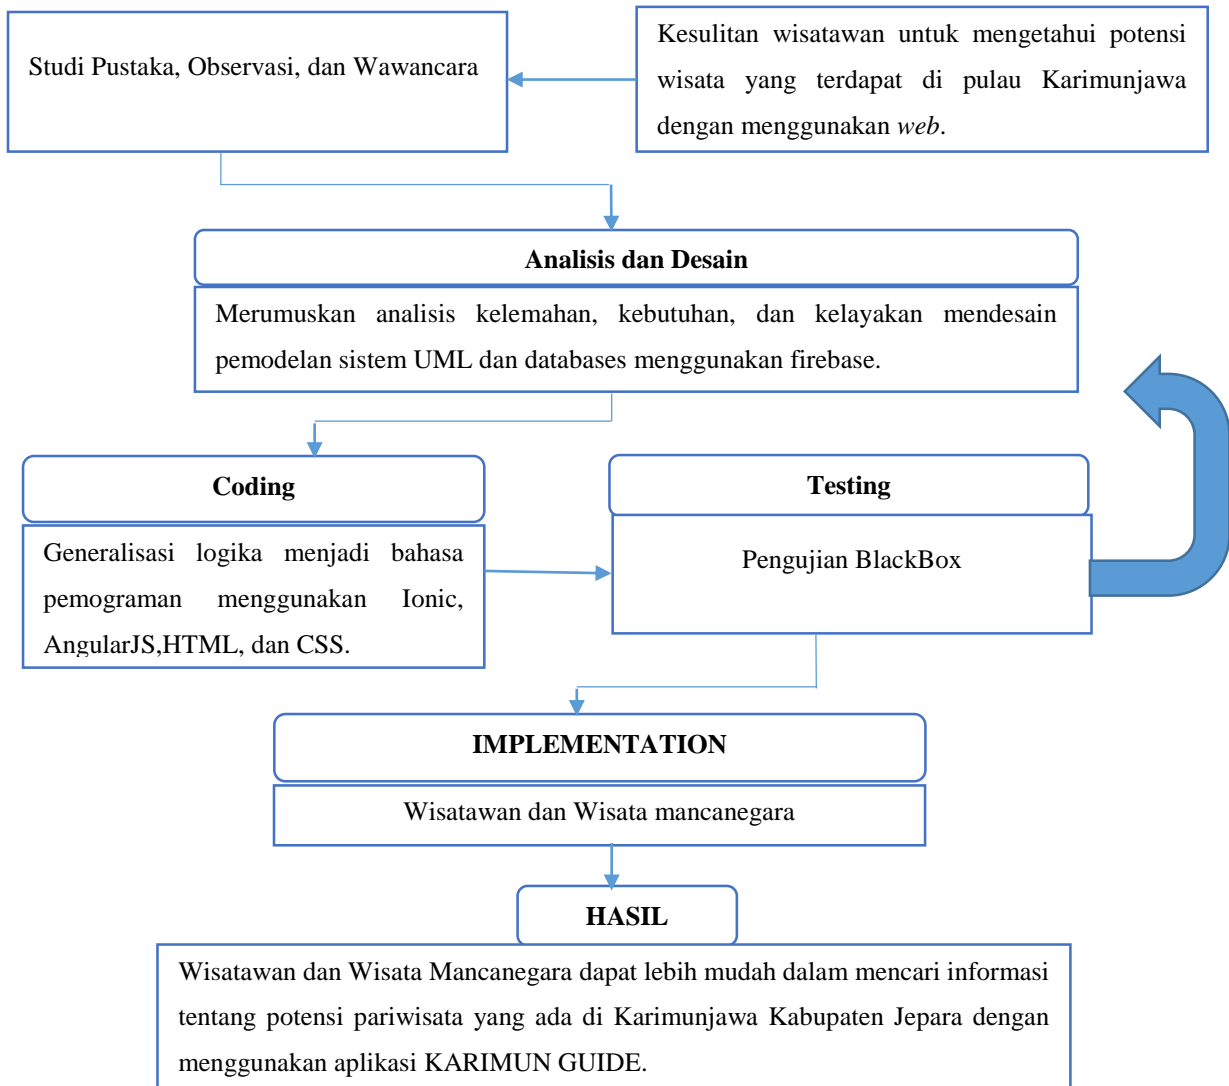 Studi Pustaka, Observasi, dan Wawancara
Kesulitan wisatawan untuk mengetahui potensi
wisata yang terdapat di pulau Karimunjawa
dengan menggunakan web.
Analisis dan Desain
Merumuskan analisis kelemahan, kebutuhan, dan kelayakan mendesain
pemodelan sistem UML dan databases menggunakan firebase.
Coding
Generalisasi logika menjadi bahasa
pemograman menggunakan Ionic,
AngularJS,HTML, dan CSS.
Testing
Pengujian BlackBox
IMPLEMENTATION
Wisatawan dan Wisata mancanegara
HASIL
Wisatawan dan Wisata Mancanegara dapat lebih mudah dalam mencari informasi
tentang potensi pariwisata yang ada di Karimunjawa Kabupaten Jepara dengan
menggunakan aplikasi KARIMUN GUIDE.